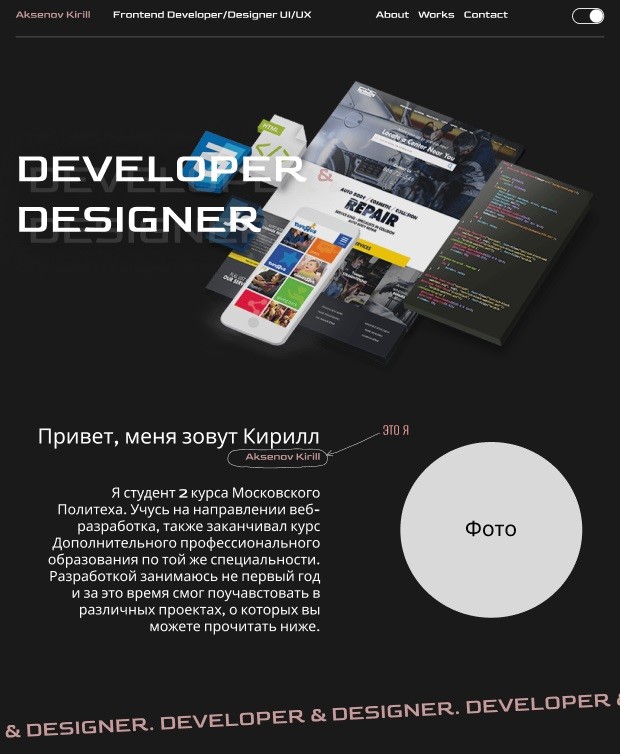 Aksenov Kirill Frontend Developer/Designer UI/UX About Works Contact
HTML
Locate a Center Near You
DEVELOPER &
AUTO BODY COSMETIC COLLISION
REPAIR
DESIGNER
SERVICES
Привет, меня зовут Кирилл
ЭТО Я
Aksenov Kirill
Я студент 2 курса Московского
Политеха. Учусь на направлении веб-
разработка, также заканчивал курс
Дополнительного профессионального
образования по той же специальности.
Разработкой занимаюсь не первый год
и за это время смог поучавстовать в
различных проектах, о которых вы
можете прочитать ниже.
Фото
& DESIGNER. DEVELOPER & DESIGNER. DEVELOPER &